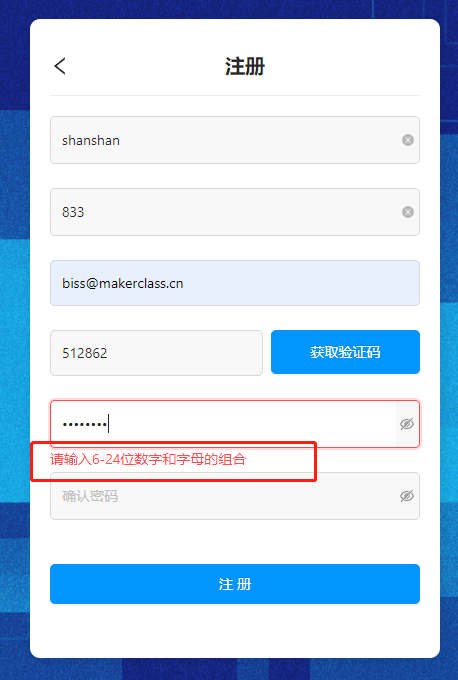 注册
shanshan
833
biss@makerclass.cn
512862
获取验证码
••••••••
请输入6-24位数字和字母的组合
确认密码
注 册